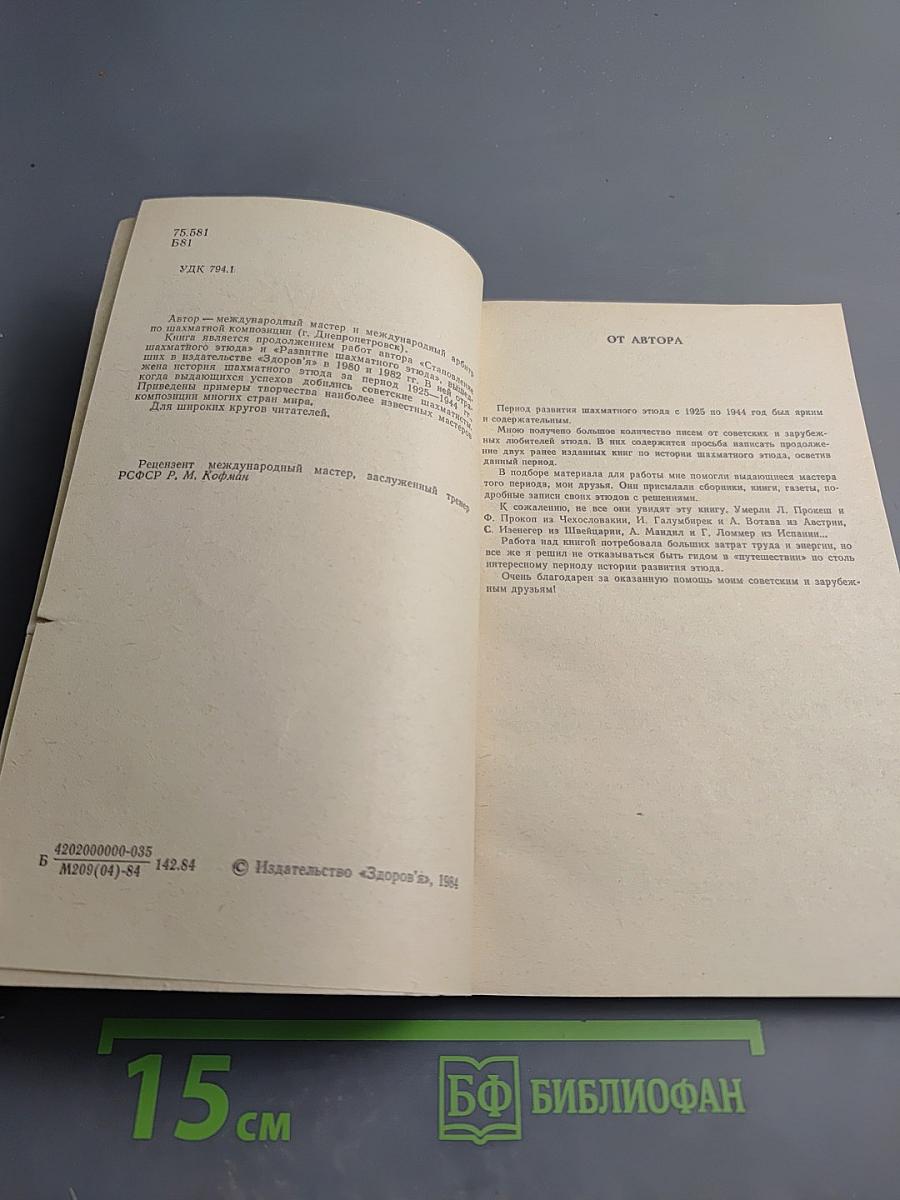 75.581
Б81
УДК 794.1
Автор — международный мастер и международный арбитр
по шахматной композиции (г. Днепропетровск).
Книга является продолжением работ автора «Становление
шахматного этюда» и «Развитие шахматного этюда», вышед-
ших в издательстве «Здоров'я» в 1980 и 1982 гг. В ней отра-
жена история шахматного этюда за период 1925—1944 гг.,
когда выдающихся успехов добились советские шахматисты.
Приведены примеры творчества наиболее известных мастеров
композиции многих стран мира.
Для широких кругов читателей.
Рецензент международный мастер, заслуженный тренер
РСФСР Р. М. Кофман
Б 4202000000-035
М209(04)-84 142.84
© Издательство «Здоров'я», 1984
ОТ АВТОРА
Период развития шахматного этюда с 1925 по 1944 год был ярким
и содержательным.
Мною получено большое количество писем от советских и зарубеж-
ных любителей этюда. В них содержится просьба написать продолже-
ние двух ранее изданных книг по истории шахматного этюда, осветив
данный период.
В подборе материала для работы мне помогли выдающиеся мастера
того периода, мои друзья. Они присылали сборники, книги, газеты, по-
дробные записи своих этюдов с решениями.
К сожалению, не все они увидят эту книгу. Умерли Л. Прокеш и
Ф. Прокоп из Чехословакии, И. Галумбирек и А. Вотава из Австрии,
С. Изенегер из Швейцарии, А. Мандил и Г. Ломмер из Испании...
Работа над книгой потребовала больших затрат труда и энергии, но
все же я решил не отказываться быть гидом в «путешествии» по столь
интересному периоду истории развития этюда.
Очень благодарен за оказанную помощь моим советским и зарубеж-
ным друзьям!
15 см
БФ БИБЛИОФАН